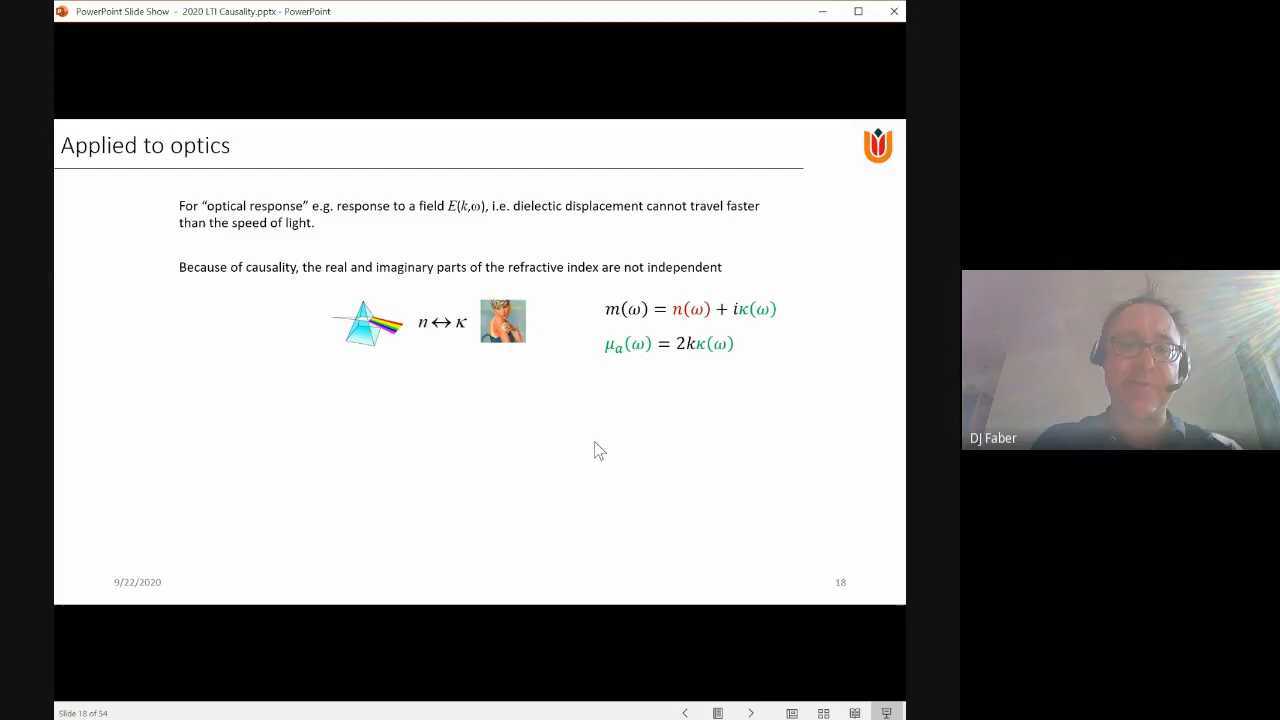 PowerPoint Slide Show - 2020 LTI Causality.pptx - PowerPoint
Applied to optics
For “optical response” e.g. response to a field E(k,ω), i.e. dielectic displacement cannot travel faster
than the speed of light.
Because of causality, the real and imaginary parts of the refractive index are not independent
n ↔ κ
m(ω) = n(ω) + iκ(ω)
μₐ(ω) = 2kκ(ω)
DJ Faber
9/22/2020
18
Slide 18 of 54